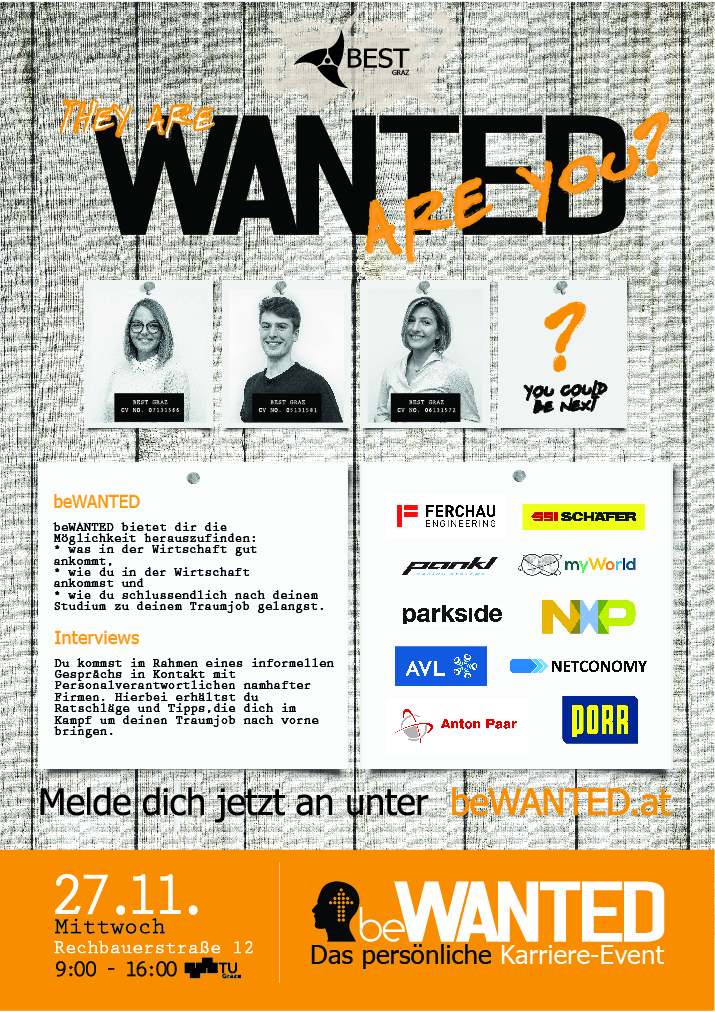 BEST
GRAZ
THEY ARE
WANTED
ARE YOU?
BEST GRAZ
CV NO. 07131566
BEST GRAZ
CV NO. 05131581
BEST GRAZ
CV NO. 06131572
?
YOU COULD
BE NEXT
beWANTED
beWANTED bietet dir die
Möglichkeit herauszufinden:
* was in der Wirtschaft gut
ankommt,
* wie du in der Wirtschaft
ankommst und
* wie du schlussendlich nach deinem
Studium zu deinem Traumjob gelangst.
Interviews
Du kommst im Rahmen eines informellen
Gesprächs in Kontakt mit
Personalverantwortlichen namhafter
Firmen. Hierbei erhältst du
Ratschläge und Tipps,die dich im
Kampf um deinen Traumjob nach vorne
bringen.
FERCHAU
ENGINEERING
SSI SCHÄFER
pankl
RACING SYSTEMS
myWorld
parkside
NXP
AVL
NETCONOMY
Anton Paar
PORR
Melde dich jetzt an unter beWANTED.at
27.11.
Mittwoch
Rechbauerstraße 12
9:00 - 16:00 TU
Graz
beWANTED
Das persönliche Karriere-Event